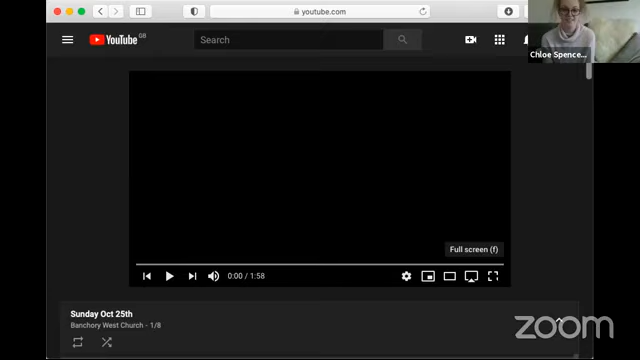 youtube.com
YouTube GB
Search
Chloe Spence...
Full screen (f)
0:00 / 1:58
Sunday Oct 25th
Banchory West Church - 1/8
zoom